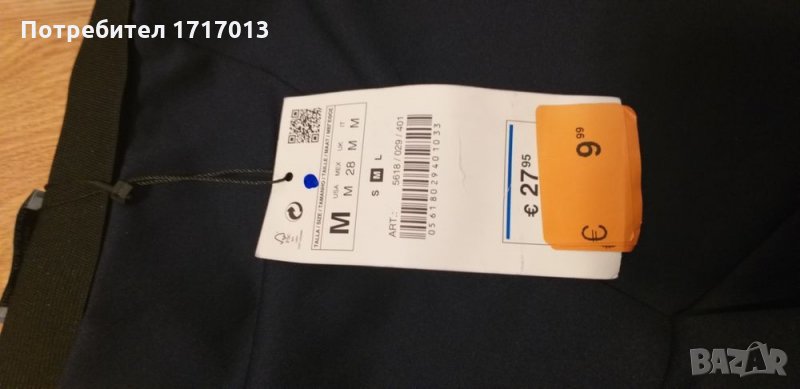 Потребител 1717013
TALLA / SIZE / TAMANHO / TAILLE / MAAT / ΜΕΓΕΘΟΣ
M
USA M
MEX 28
UK M
IT M
S M L
ART.: 5618 / 029 / 401
05618029401033
€ 27 95
€ 9 99
BAZAR